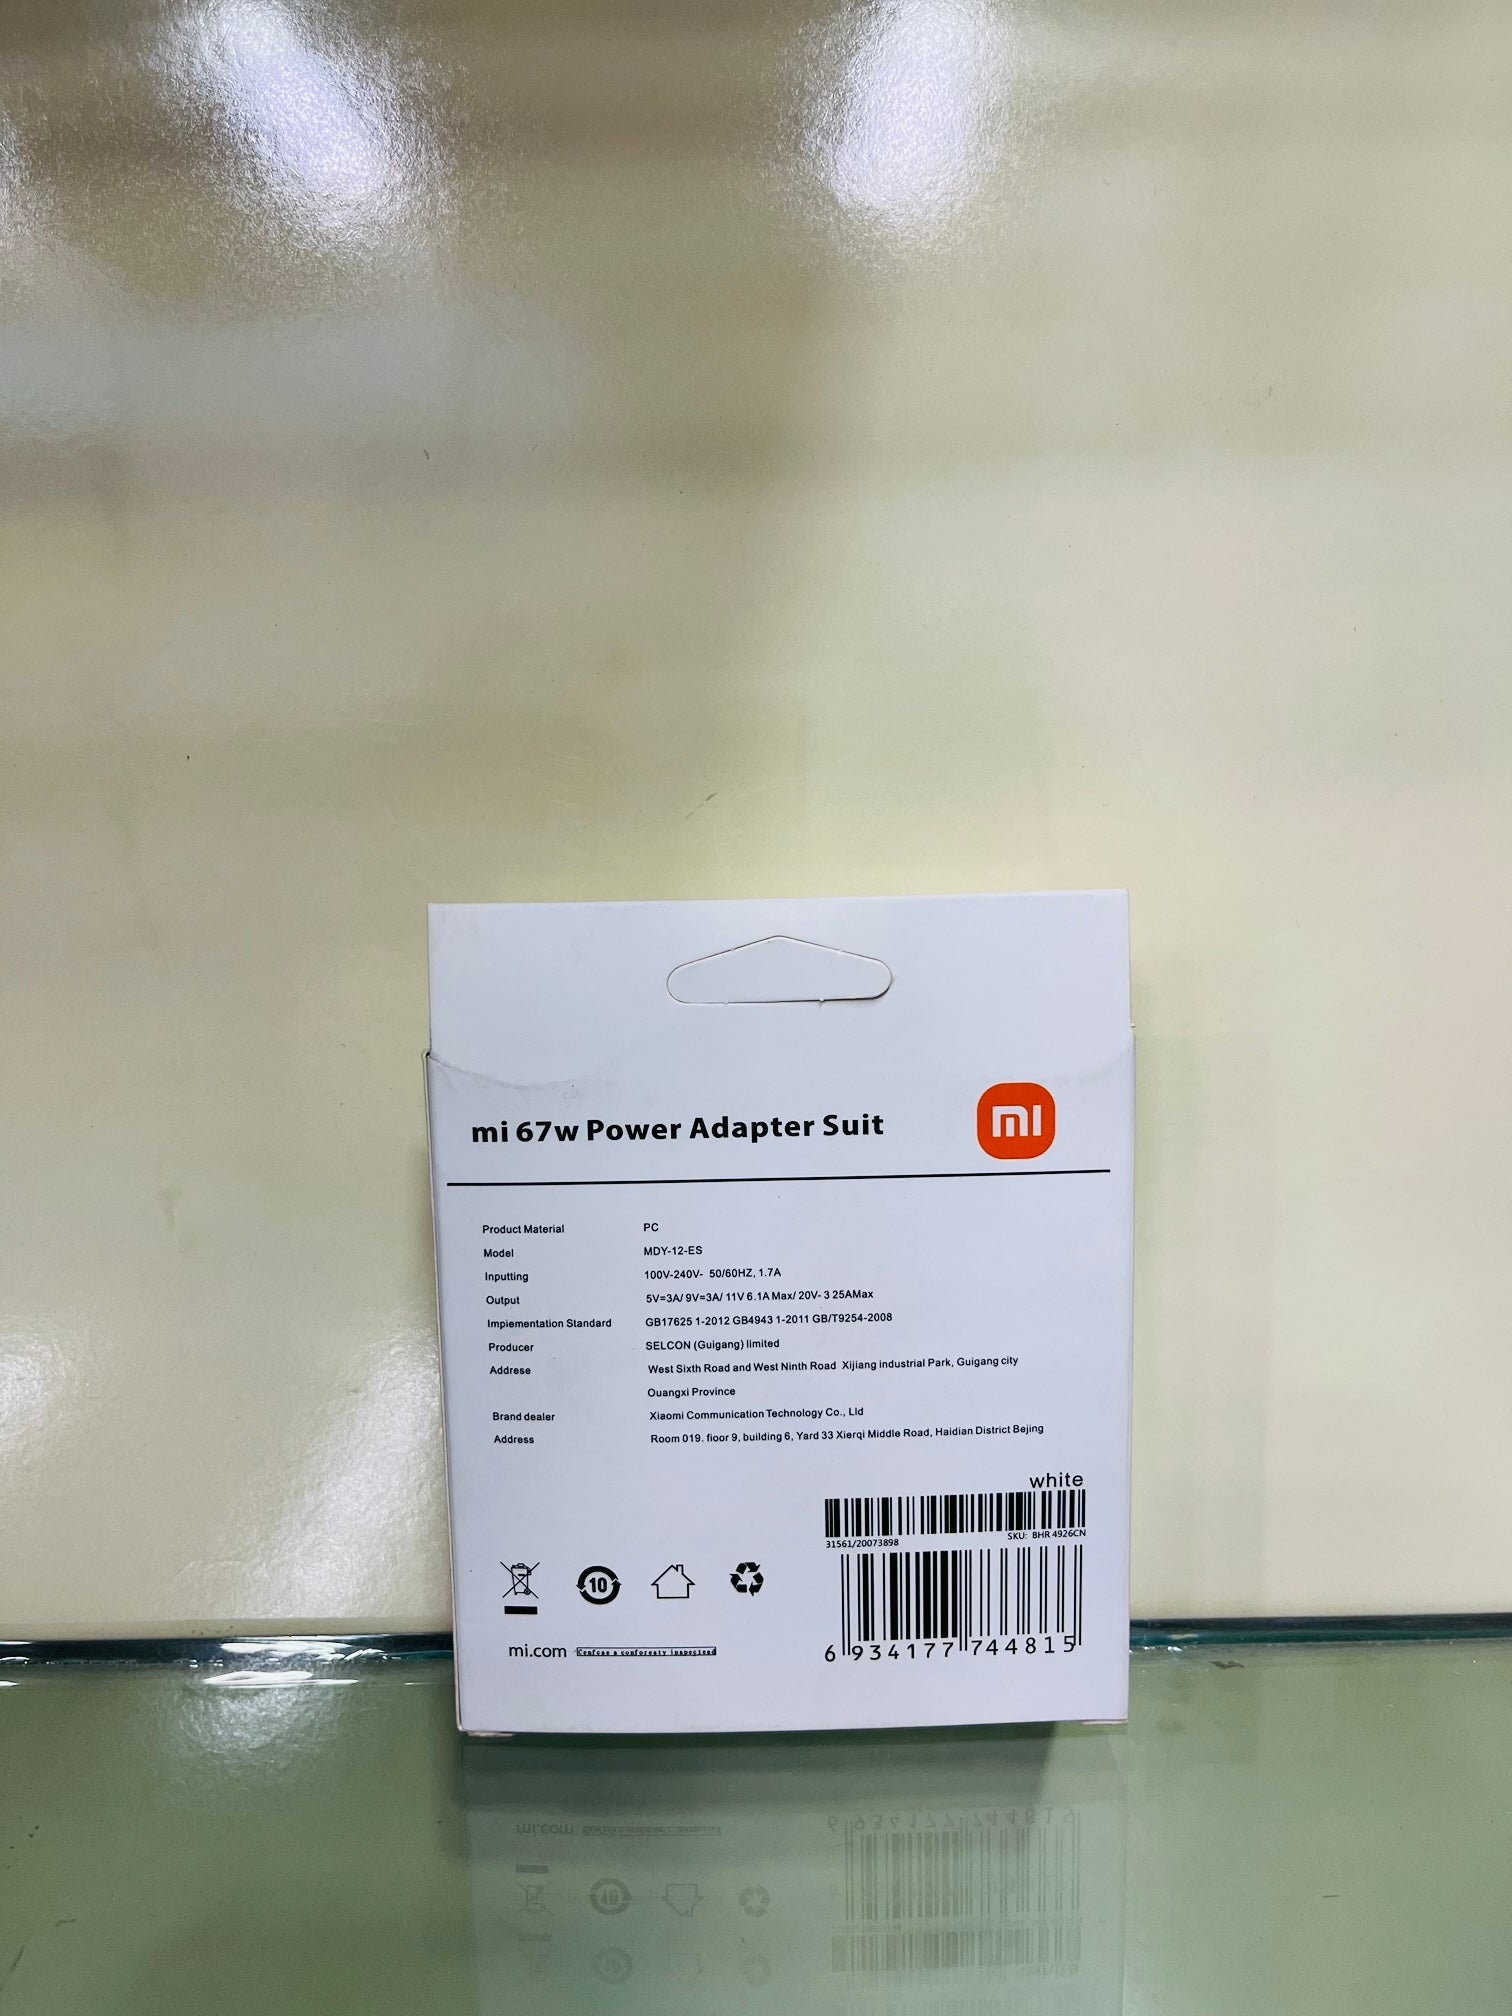 mi 67w Power Adapter Suit
mi
Product Material PC
Model MDY-12-ES
Inputting 100V-240V- 50/60HZ, 1.7A
Output 5V=3A/ 9V=3A/ 11V 6.1A Max/ 20V- 3 25AMax
Impiementation Standard GB17625 1-2012 GB4943 1-2011 GB/T9254-2008
Producer SELCON (Guigang) limited
Addrese West Sixth Road and West Ninth Road Xijiang industrial Park, Guigang city
Ouangxi Province
Brand dealer Xiaomi Communication Technology Co., Lld
Address Room 019. fioor 9, building 6, Yard 33 Xierqi Middle Road, Haidian District Bejing
white
31561/20073898 SKU: BHR 4926CN
10
mi.com
6 934177 744815